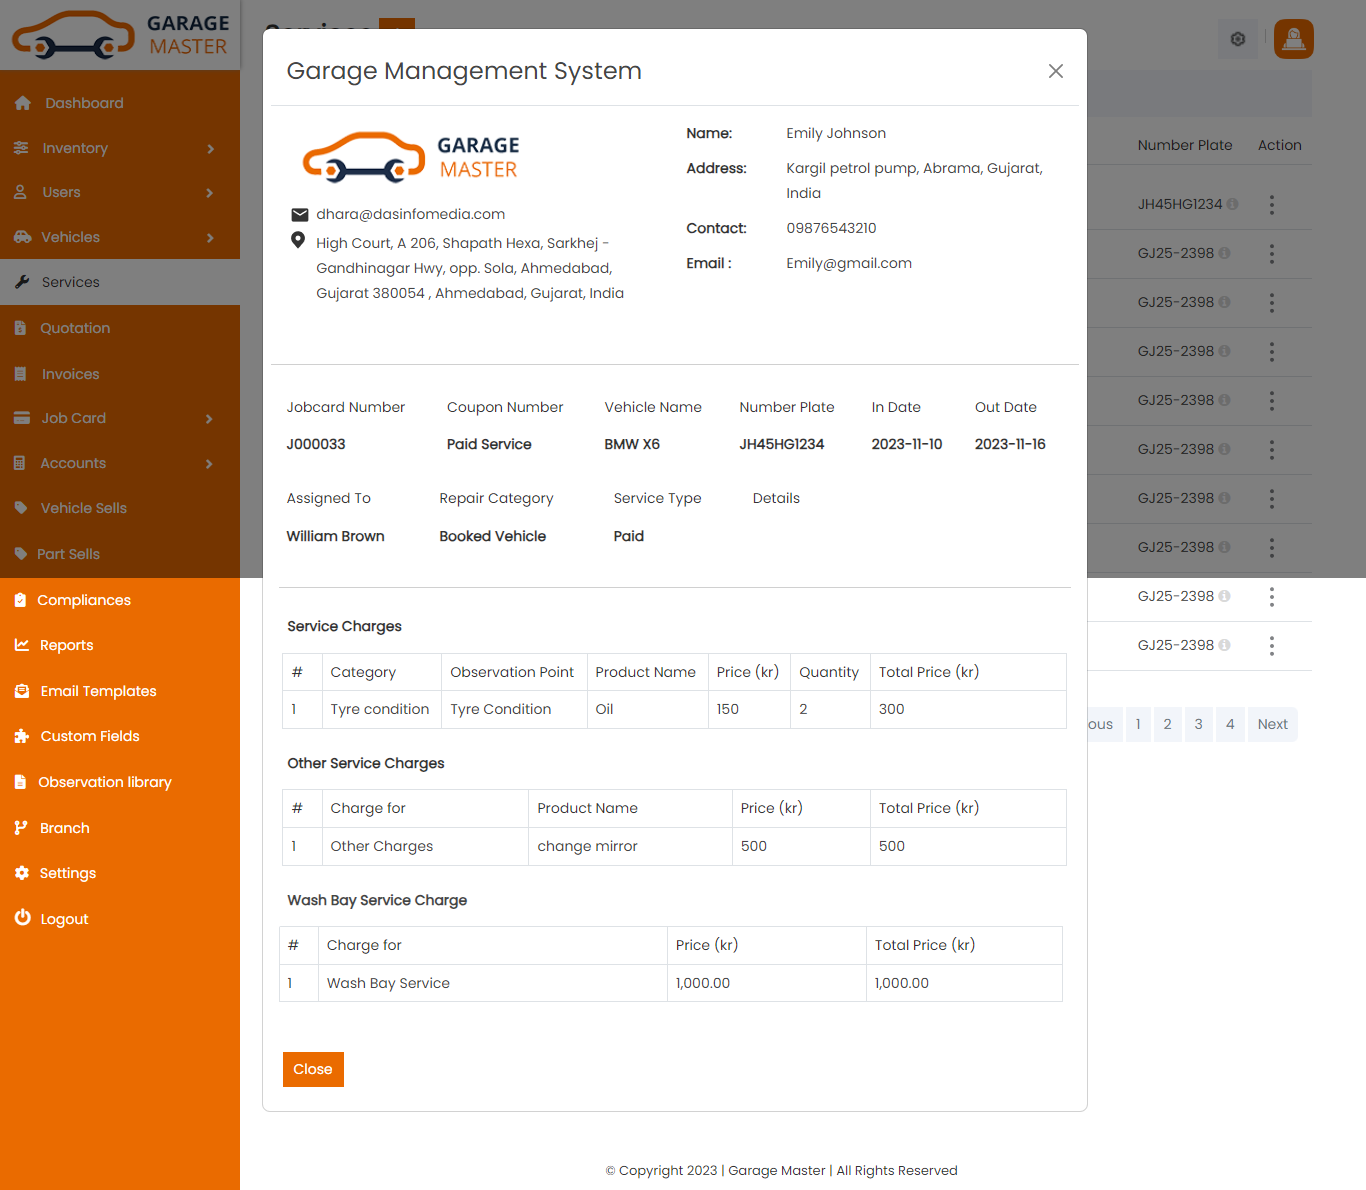 GARAGE
MASTER
Dashboard
Inventory
Users
Vehicles
Services
Quotation
Invoices
Job Card
Accounts
Vehicle Sells
Part Sells
Compliances
Reports
Email Templates
Custom Fields
Observation library
Branch
Settings
Logout
Garage Management System
GARAGE
MASTER
dhara@dasinfomedia.com
High Court, A 206, Shapath Hexa, Sarkhej -
Gandhinagar Hwy, opp. Sola, Ahmedabad,
Gujarat 380054 , Ahmedabad, Gujarat, India
Name: Emily Johnson
Address: Kargil petrol pump, Abrama, Gujarat,
India
Contact: 09876543210
Email : Emily@gmail.com
Jobcard Number Coupon Number Vehicle Name Number Plate In Date Out Date
J000033 Paid Service BMW X6 JH45HG1234 2023-11-10 2023-11-16
Assigned To Repair Category Service Type Details
William Brown Booked Vehicle Paid
Service Charges
# Category Observation Point Product Name Price (kr) Quantity Total Price (kr)
1 Tyre condition Tyre Condition Oil 150 2 300
Other Service Charges
# Charge for Product Name Price (kr) Total Price (kr)
1 Other Charges change mirror 500 500
Wash Bay Service Charge
# Charge for Price (kr) Total Price (kr)
1 Wash Bay Service 1,000.00 1,000.00
Close
Number Plate Action
JH45HG1234
GJ25-2398
GJ25-2398
GJ25-2398
GJ25-2398
GJ25-2398
GJ25-2398
GJ25-2398
GJ25-2398
GJ25-2398
1 2 3 4 Next
© Copyright 2023 | Garage Master | All Rights Reserved